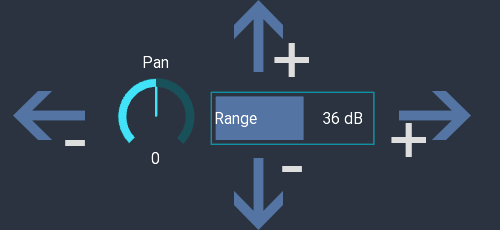 +
Pan
Range 36 dB
- +
0
-